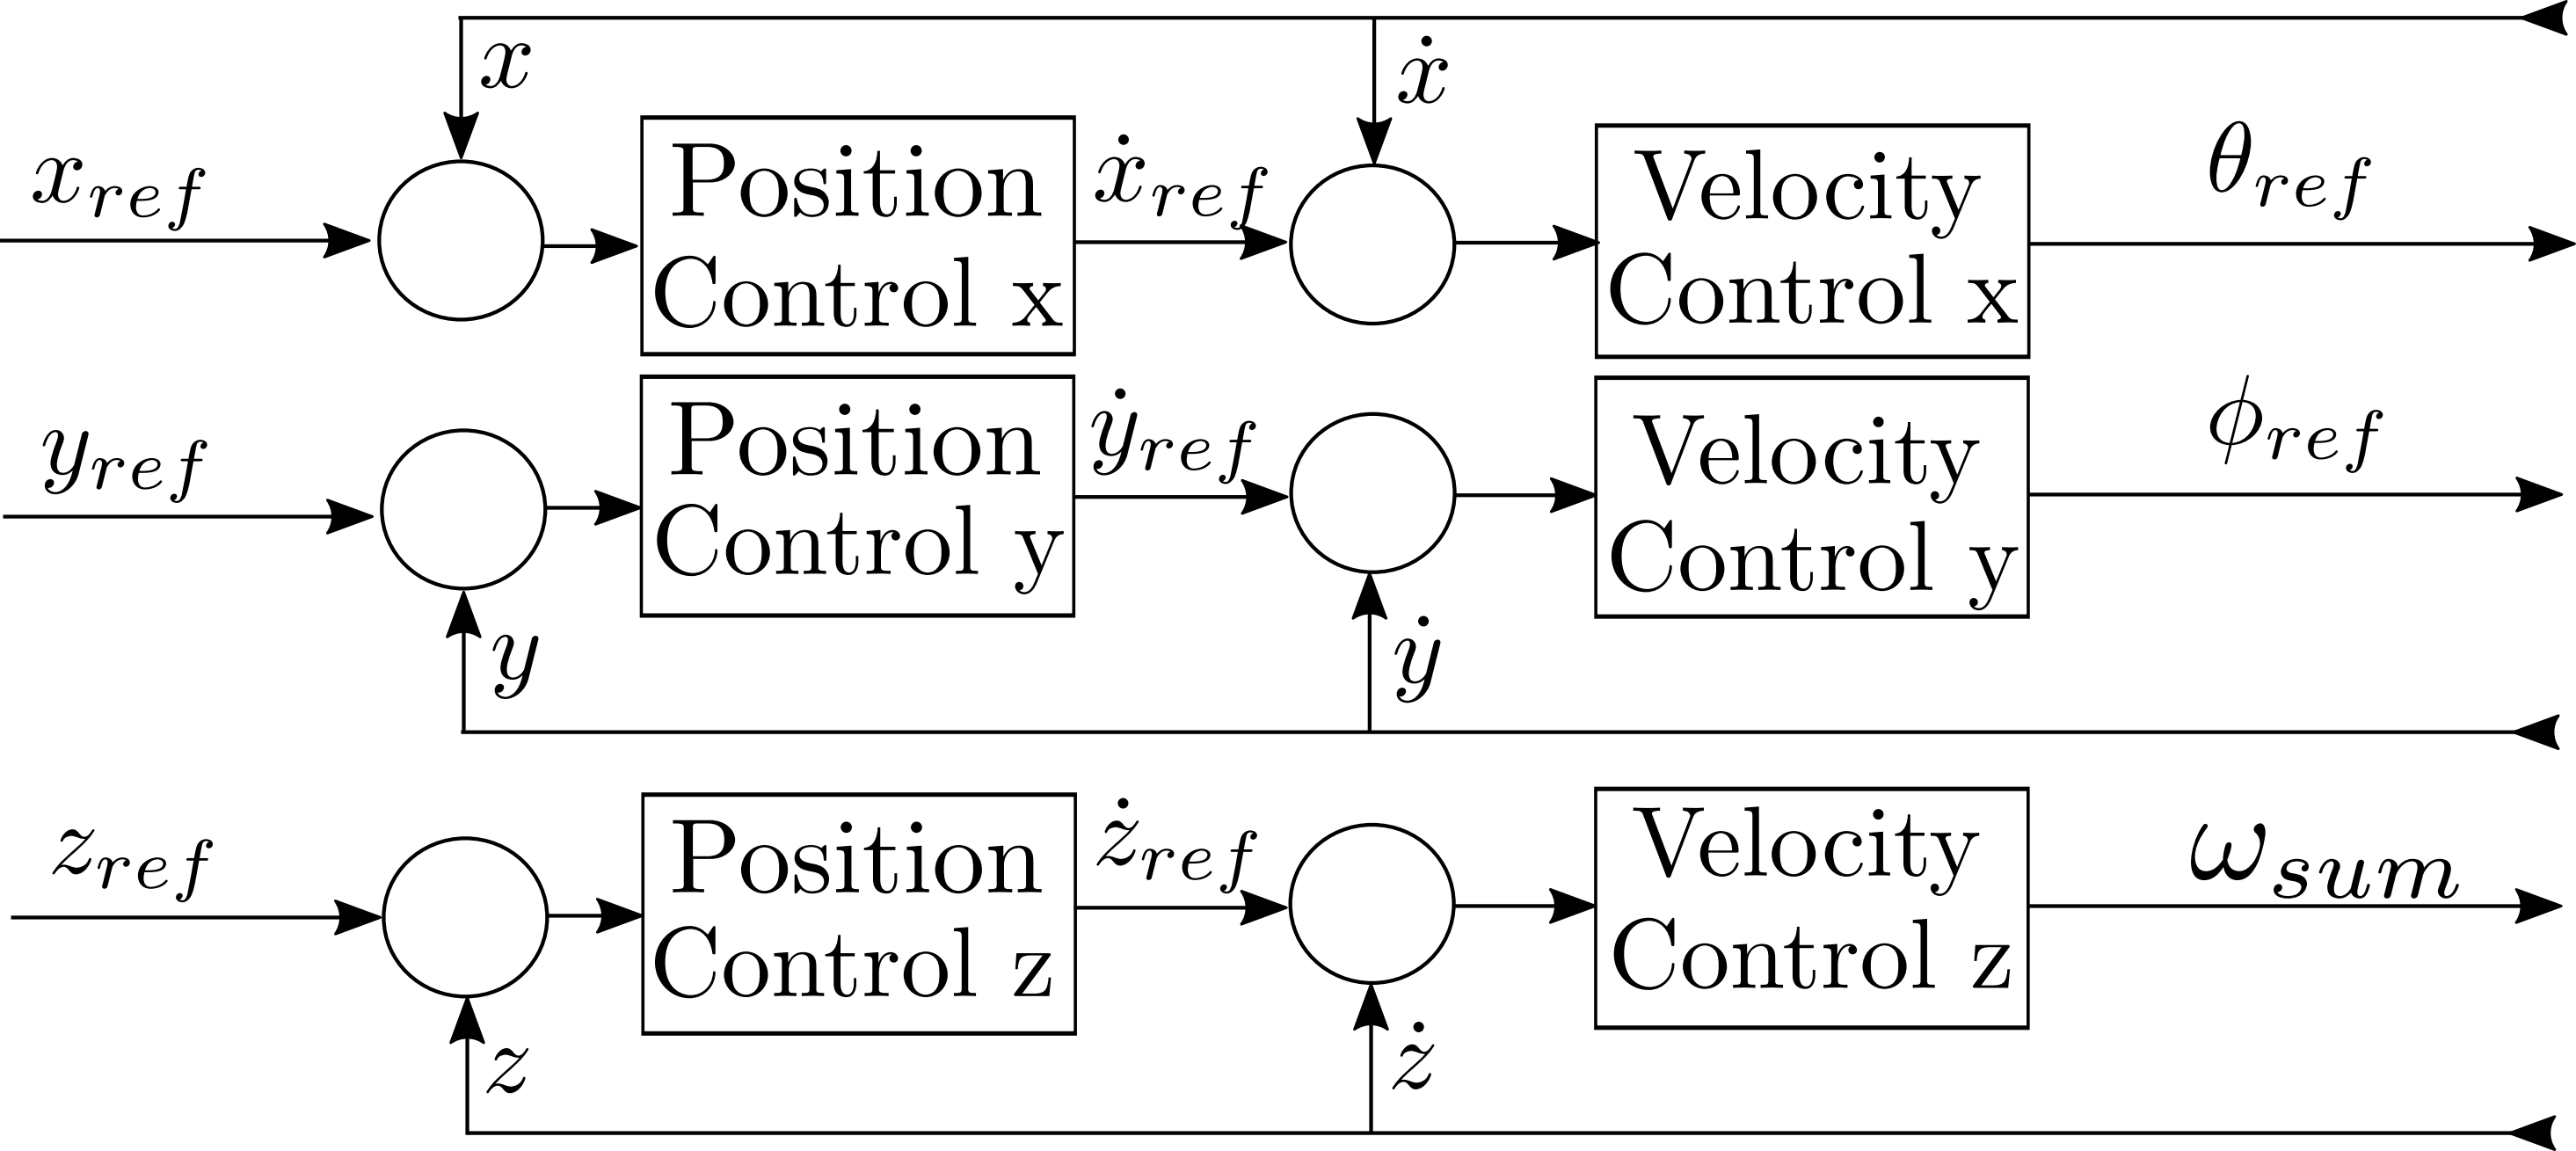 x
ẋ
x_ref
Position
Control x
ẋ_ref
Velocity
Control x
θ_ref
y_ref
Position
Control y
ẏ_ref
Velocity
Control y
ϕ_ref
y
ẏ
z_ref
Position
Control z
ż_ref
Velocity
Control z
ω_sum
z
ż